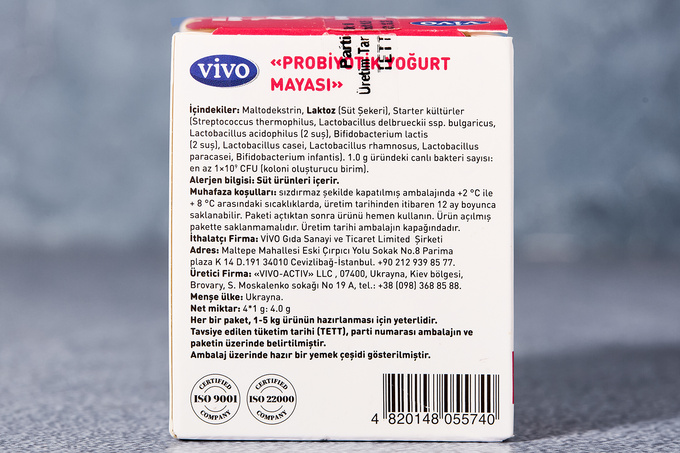 OAJA
Parti
Üretim Tar
TETT
vivo
«PROBİYOTİK YOĞURT
MAYASI»
İçindekiler: Maltodekstrin, Laktoz (Süt Şekeri), Starter kültürler
(Streptococcus thermophilus, Lactobacillus delbrueckii ssp. bulgaricus,
Lactobacillus acidophilus (2 suş), Bifidobacterium lactis
(2 suş), Lactobacillus casei, Lactobacillus rhamnosus, Lactobacillus
paracasei, Bifidobacterium infantis). 1.0 g üründeki canlı bakteri sayısı:
en az 1×10⁹ CFU (koloni oluşturucu birim).
Alerjen bilgisi: Süt ürünleri içerir.
Muhafaza koşulları: sızdırmaz şekilde kapatılmış ambalajında +2 °C ile
+ 8 °C arasındaki sıcaklıklarda, üretim tarihinden itibaren 12 ay boyunca
saklanabilir. Paketi açtıktan sonra ürünü hemen kullanın. Ürün açılmış
pakette saklanmamalıdır. Üretim tarihi ambalajın kapağındadır.
İthalatçı Firma: VİVO Gıda Sanayi ve Ticaret Limited Şirketi
Adres: Maltepe Mahallesi Eski Çırpıcı Yolu Sokak No.8 Parima
plaza K 14 D.191 34010 Cevizlibağ-İstanbul. +90 212 939 85 77.
Üretici Firma: «VIVO-ACTIV» LLC , 07400, Ukrayna, Kiev bölgesi,
Brovary, S. Moskalenko sokağı No 19 A, tel.: +38 (098) 368 85 88.
Menşe ülke: Ukrayna.
Net miktar: 4*1 g: 4.0 g
Her bir paket, 1-5 kg ürünün hazırlanması için yeterlidir.
Tavsiye edilen tüketim tarihi (TETT), parti numarası ambalajın ve
paketin üzerinde belirtilmiştir.
Ambalaj üzerinde hazır bir yemek çeşidi gösterilmiştir.
CERTIFIED
ISO 9001
COMPANY
CERTIFIED
ISO 22000
COMPANY
4 820148 055740